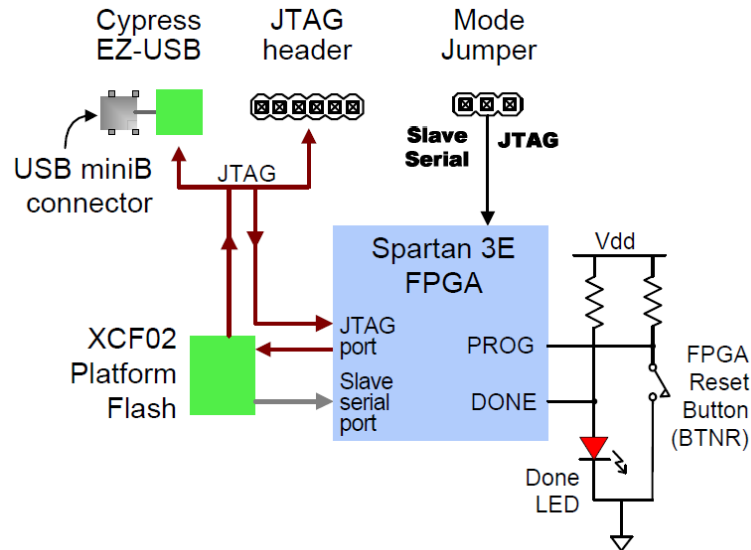 Cypress
EZ-USB
JTAG
header
Mode
Jumper
USB miniB
connector
JTAG
Slave
Serial
JTAG
Spartan 3E
FPGA
Vdd
JTAG
port
PROG
XCF02
Platform
Flash
Slave
serial
port
DONE
FPGA
Reset
Button
(BTNR)
Done
LED